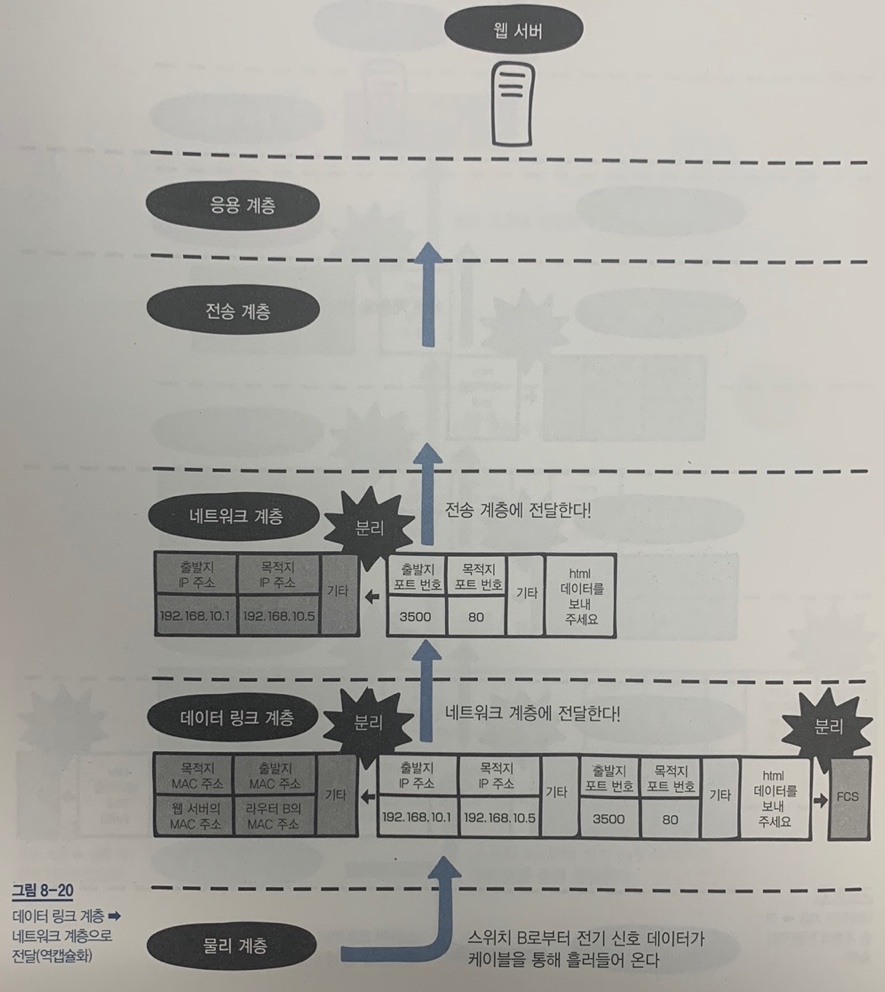 웹 서버
응용 계층
전송 계층
네트워크 계층
분리
전송 계층에 전달한다!
출발지
IP 주소
목적지
IP 주소
기타
192.168.10.1
192.168.10.5
출발지
포트 번호
목적지
포트 번호
기타
3500
80
html
데이터를
보내
주세요
데이터 링크 계층
분리
네트워크 계층에 전달한다!
분리
목적지
MAC 주소
출발지
MAC 주소
기타
웹 서버의
MAC 주소
라우터 B의
MAC 주소
출발지
IP 주소
목적지
IP 주소
기타
192.168.10.1
192.168.10.5
출발지
포트 번호
목적지
포트 번호
기타
3500
80
html
데이터를
보내
주세요
FCS
그림 8-20
데이터 링크 계층 ➡
네트워크 계층으로
전달(역캡슐화)
물리 계층
스위치 B로부터 전기 신호 데이터가
케이블을 통해 흘러들어 온다